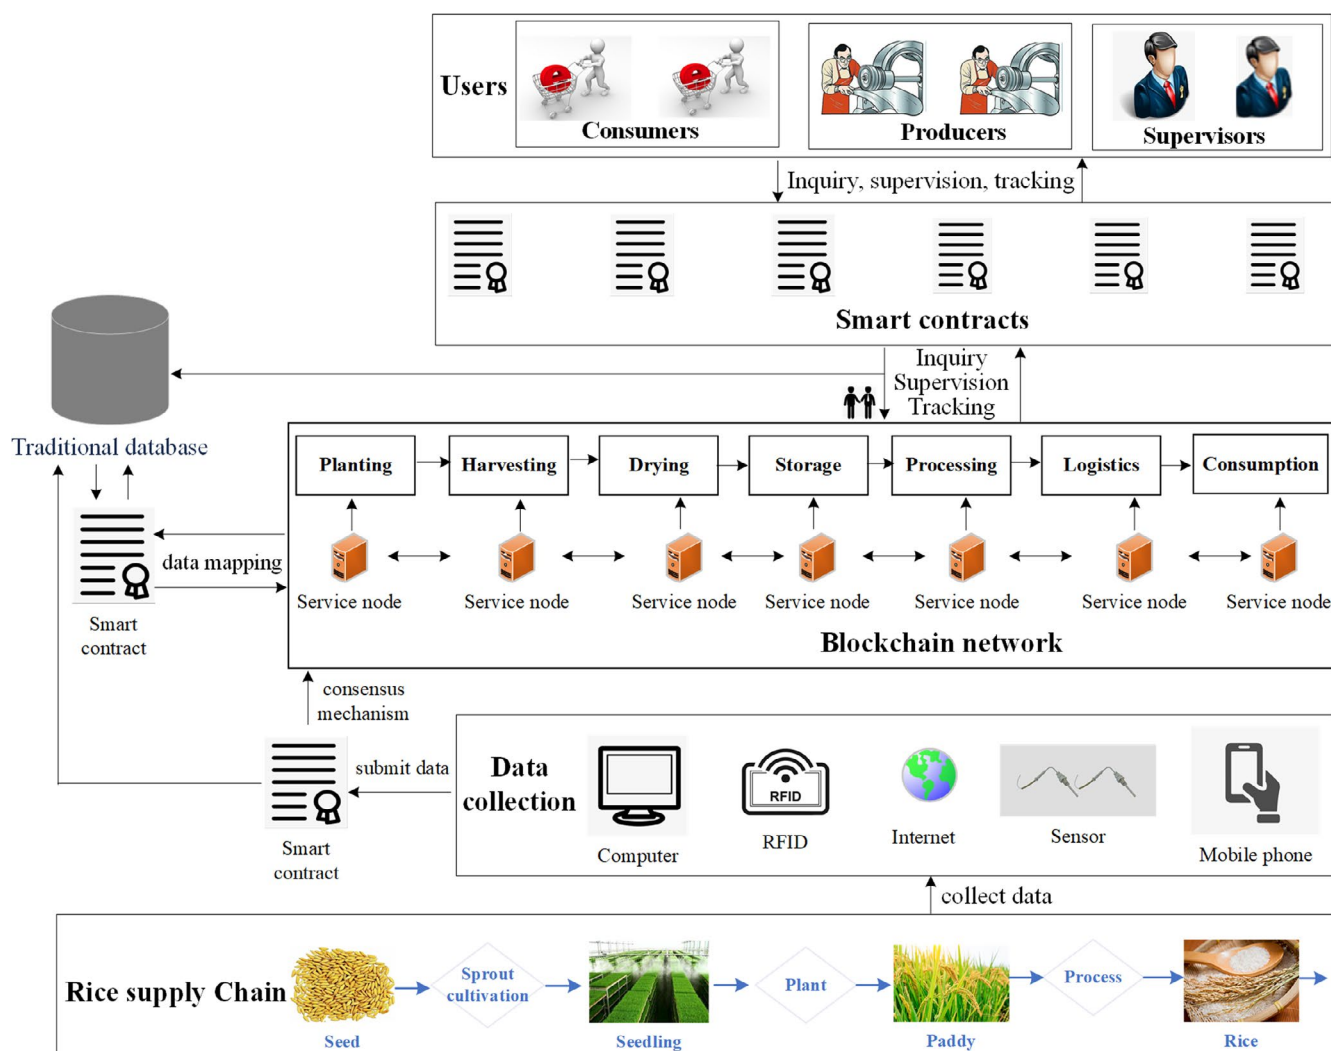 Users
Consumers
Producers
Supervisors
Inquiry, supervision, tracking
Smart contracts
Inquiry
Supervision
Tracking
Traditional database
Planting
Harvesting
Drying
Storage
Processing
Logistics
Consumption
data mapping
Service node
Service node
Service node
Service node
Service node
Service node
Service node
Smart
contract
Blockchain network
consensus
mechanism
submit data
Smart
contract
Data
collection
Computer
RFID
RFID
Internet
Sensor
Mobile phone
collect data
Rice supply Chain
Seed
Sprout
cultivation
Seedling
Plant
Paddy
Process
Rice